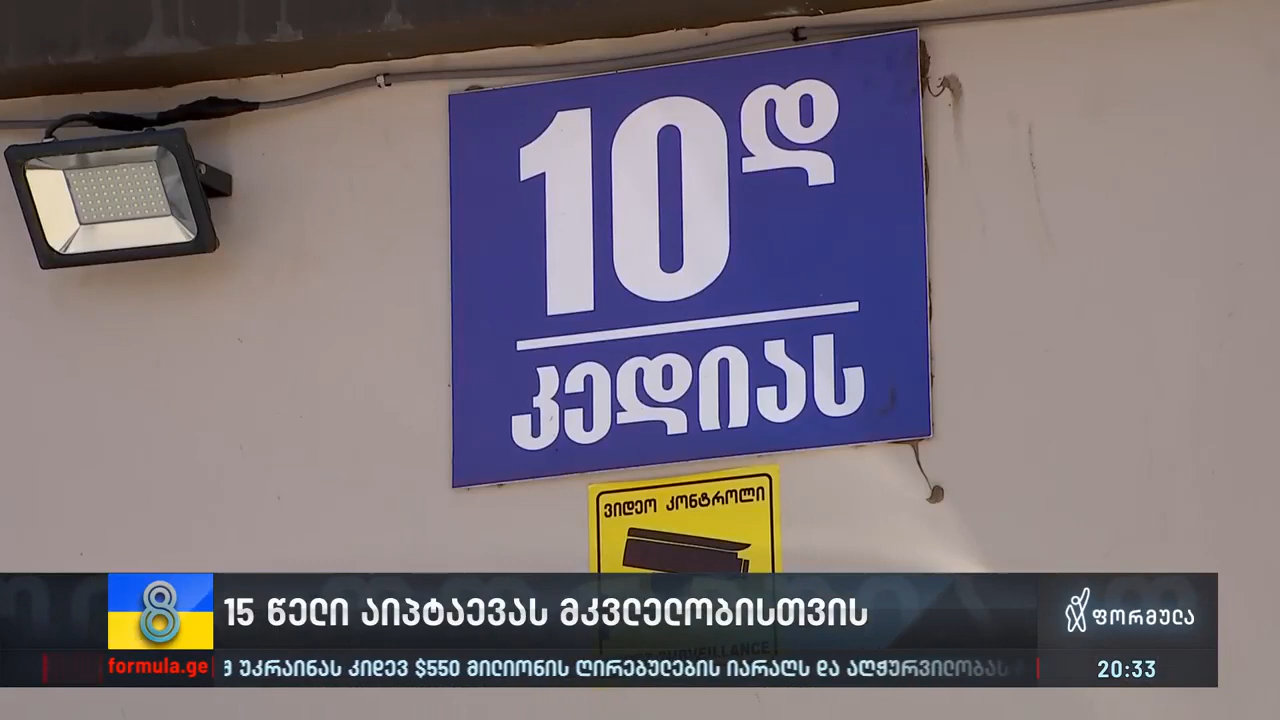 10დ
კედიას
ვიდეო კონტროლი
SURVEILLANCE
8
15 წელი აიპტაევას მკვლელობისთვის
ფორმულა
formula.ge
უკრაინას კიდევ $550 მილიონის ღირებულების იარაღს და აღჭურვილობას
20:33